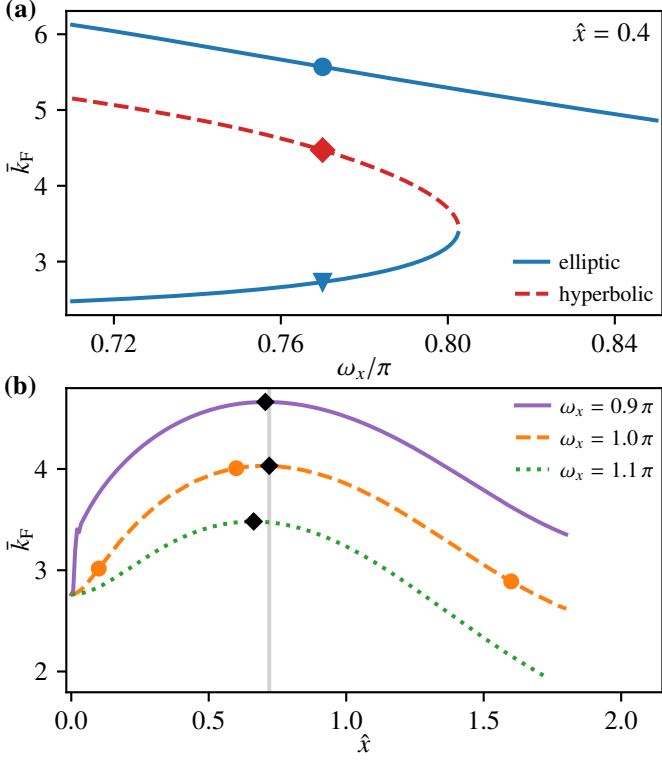 (a)
x̂ = 0.4
6
5
4
3
k̄F
elliptic
hyperbolic
0.72 0.76 0.80 0.84
ωx/π
(b)
ωx = 0.9 π
ωx = 1.0 π
ωx = 1.1 π
4
3
2
k̄F
0.0 0.5 1.0 1.5 2.0
x̂